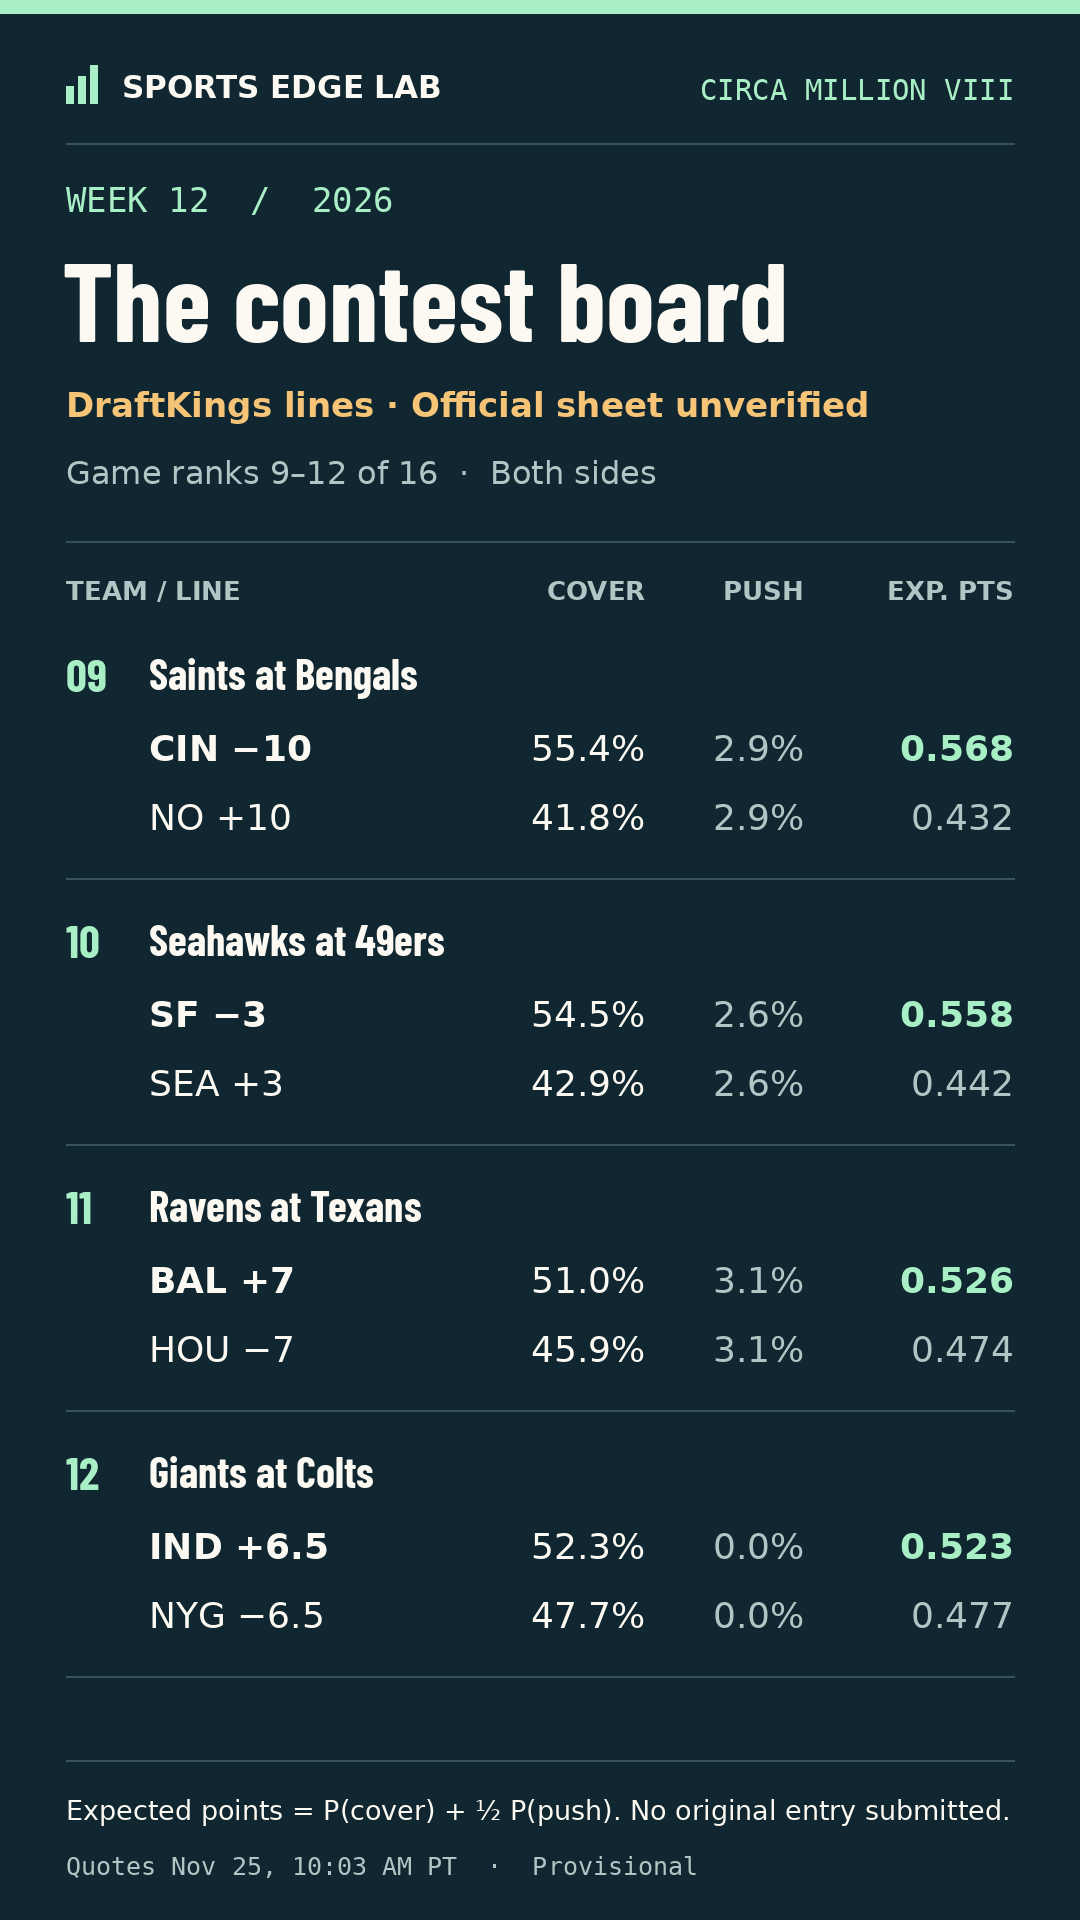 SPORTS EDGE LAB CIRCA MILLION VIII
WEEK 12 / 2026
The contest board
DraftKings lines · Official sheet unverified
Game ranks 9–12 of 16 · Both sides
TEAM / LINE COVER PUSH EXP. PTS
09 Saints at Bengals
CIN −10 55.4% 2.9% 0.568
NO +10 41.8% 2.9% 0.432
10 Seahawks at 49ers
SF −3 54.5% 2.6% 0.558
SEA +3 42.9% 2.6% 0.442
11 Ravens at Texans
BAL +7 51.0% 3.1% 0.526
HOU −7 45.9% 3.1% 0.474
12 Giants at Colts
IND +6.5 52.3% 0.0% 0.523
NYG −6.5 47.7% 0.0% 0.477
Expected points = P(cover) + ½ P(push). No original entry submitted.
Quotes Nov 25, 10:03 AM PT · Provisional